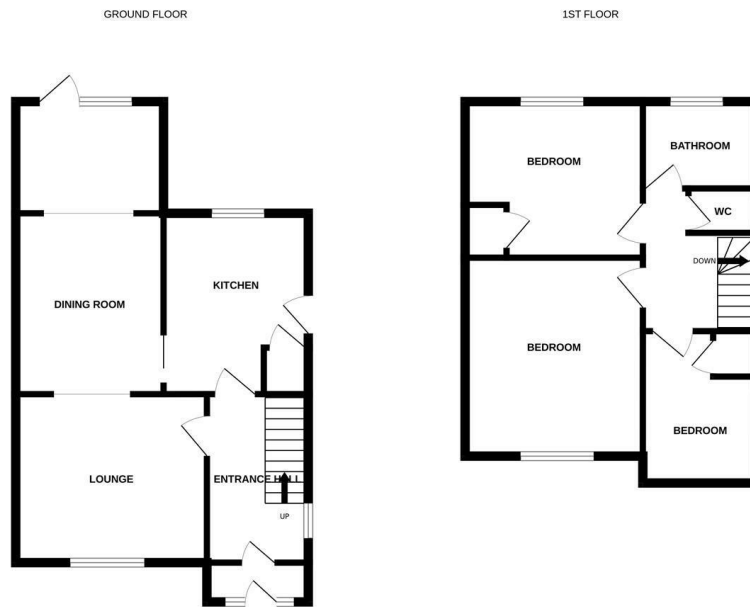 GROUND FLOOR
1ST FLOOR
BEDROOM
BATHROOM
WC
DOWN
KITCHEN
DINING ROOM
BEDROOM
BEDROOM
LOUNGE
ENTRANCE HALL
UP